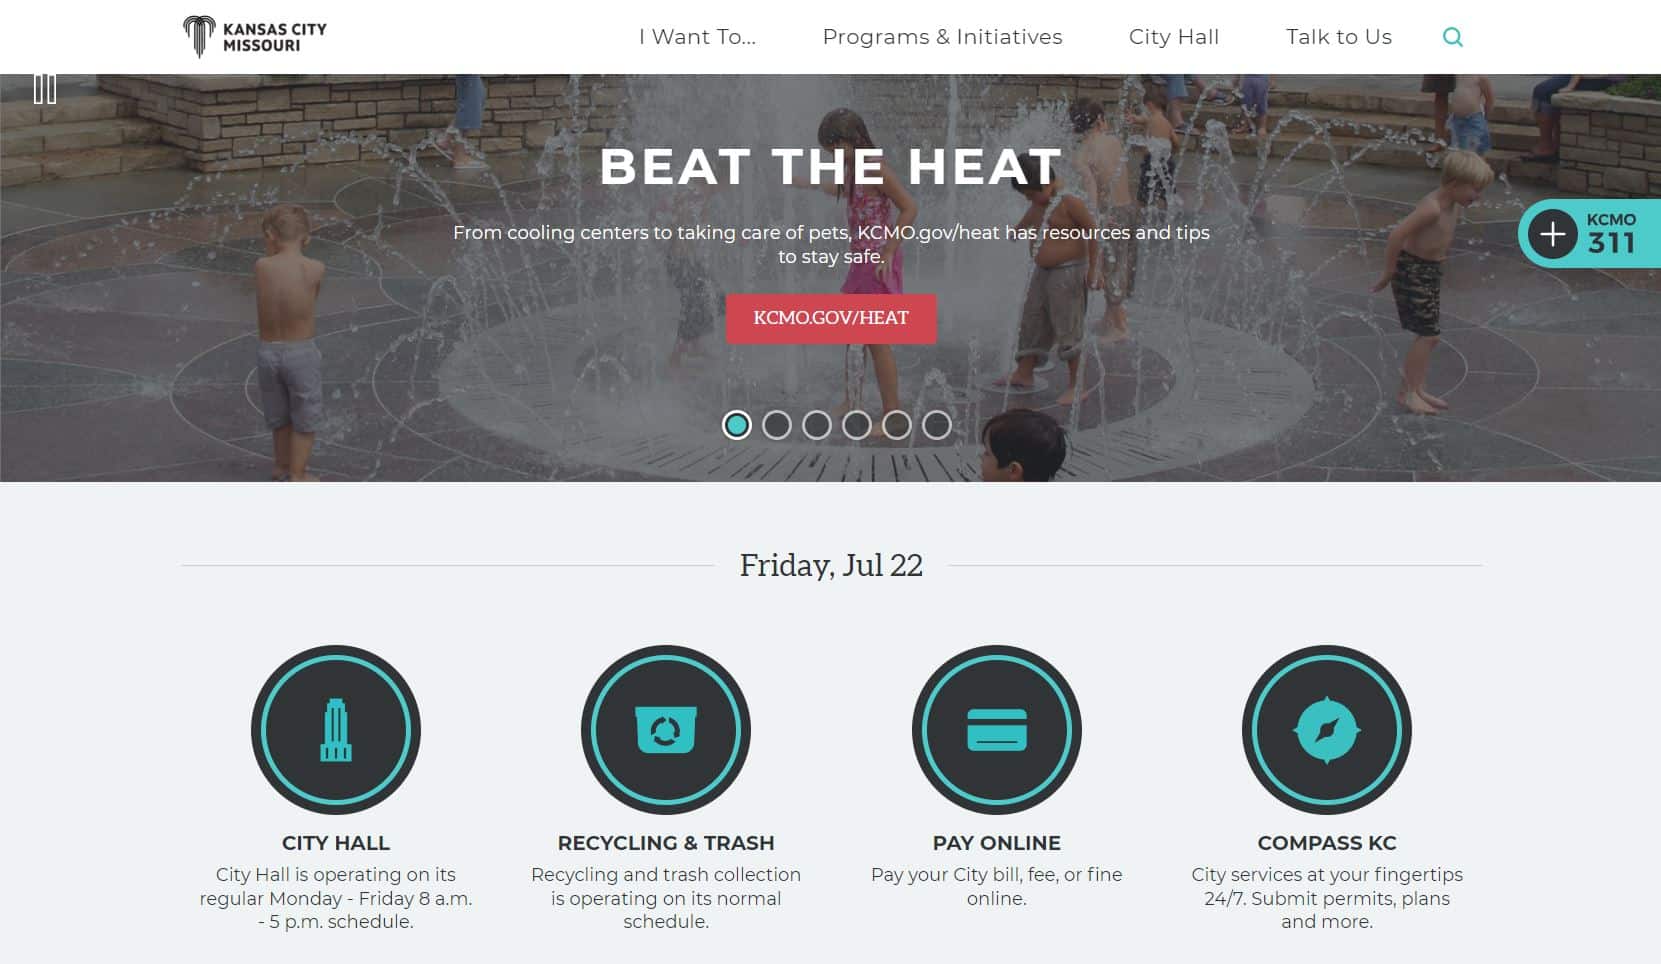 KANSAS CITY
MISSOURI
I Want To...
Programs & Initiatives
City Hall
Talk to Us
BEAT THE HEAT
From cooling centers to taking care of pets, KCMO.gov/heat has resources and tips
to stay safe.
KCMO.GOV/HEAT
KCMO
311
Friday, Jul 22
CITY HALL
City Hall is operating on its
regular Monday - Friday 8 a.m.
- 5 p.m. schedule.
RECYCLING & TRASH
Recycling and trash collection
is operating on its normal
schedule.
PAY ONLINE
Pay your City bill, fee, or fine
online.
COMPASS KC
City services at your fingertips
24/7. Submit permits, plans
and more.